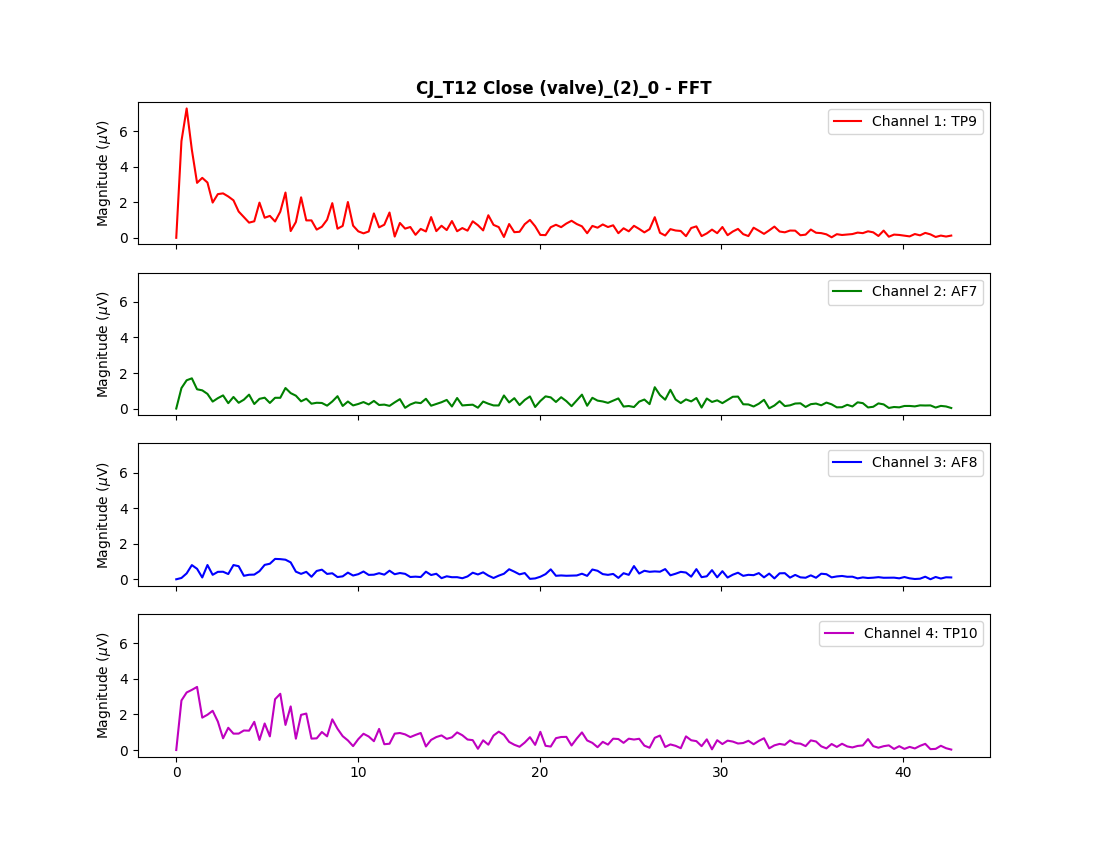 CJ_T12 Close (valve)_(2)_0 - FFT
Magnitude (μV)
6
4
2
0
Channel 1: TP9
Magnitude (μV)
6
4
2
0
Channel 2: AF7
Magnitude (μV)
6
4
2
0
Channel 3: AF8
Magnitude (μV)
6
4
2
0
Channel 4: TP10
0 10 20 30 40